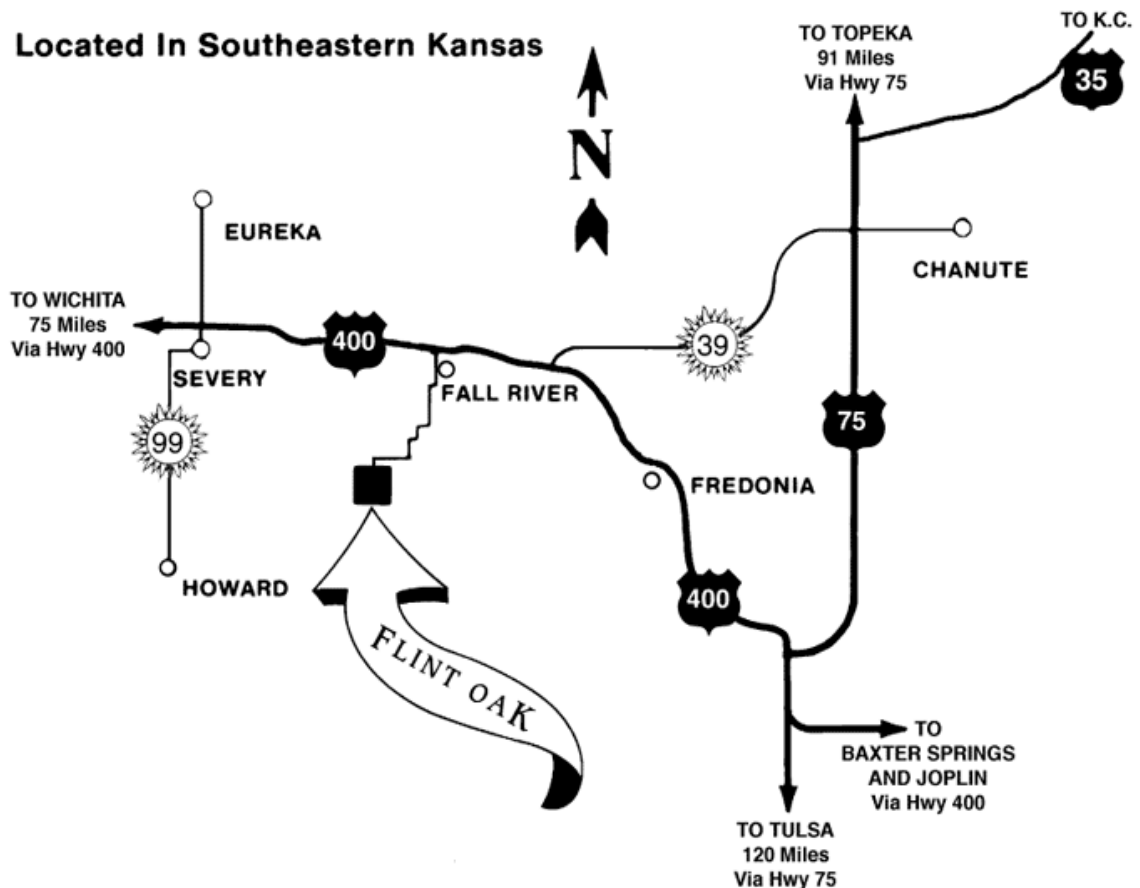 Located In Southeastern Kansas
TO TOPEKA
91 Miles
Via Hwy 75
TO K.C.
35
N
EUREKA
CHANUTE
TO WICHITA
75 Miles
Via Hwy 400
400
39
SEVERY
FALL RIVER
99
75
FREDONIA
HOWARD
400
FLINT OAK
TO
BAXTER SPRINGS
AND JOPLIN
Via Hwy 400
TO TULSA
120 Miles
Via Hwy 75